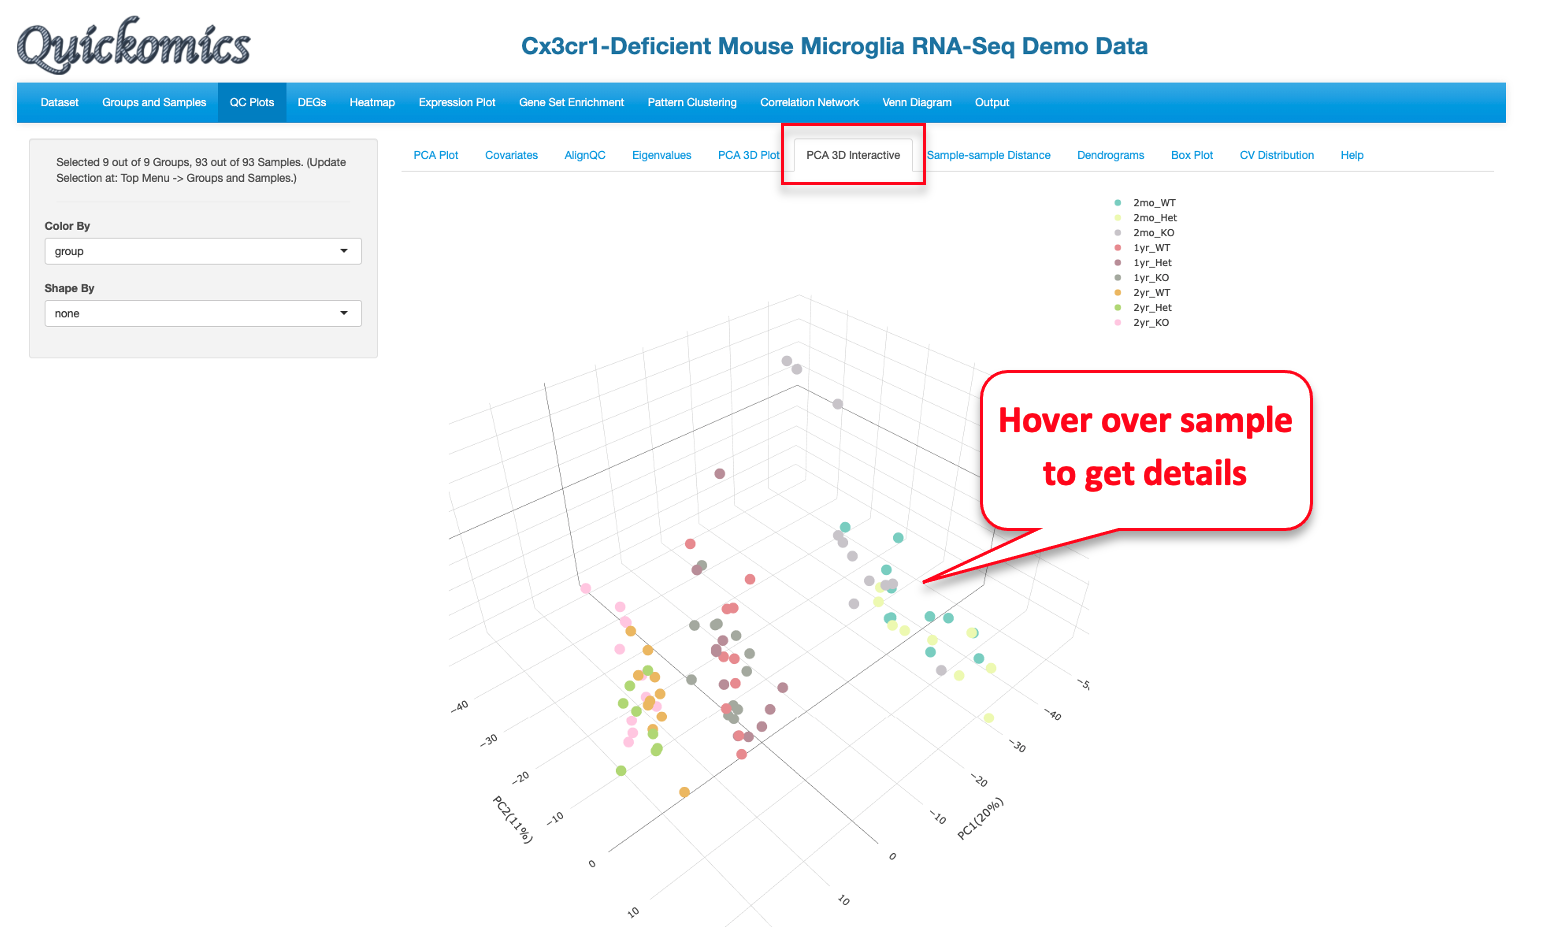 Quickomics
Cx3cr1-Deficient Mouse Microglia RNA-Seq Demo Data
Dataset Groups and Samples QC Plots DEGs Heatmap Expression Plot Gene Set Enrichment Pattern Clustering Correlation Network Venn Diagram Output
Selected 9 out of 9 Groups, 93 out of 93 Samples. (Update
Selection at: Top Menu -> Groups and Samples.)
Color By
group
Shape By
none
PCA Plot Covariates AlignQC Eigenvalues PCA 3D Plot PCA 3D Interactive Sample-sample Distance Dendrograms Box Plot CV Distribution Help
2mo_WT
2mo_Het
2mo_KO
1yr_WT
1yr_Het
1yr_KO
2yr_WT
2yr_Het
2yr_KO
Hover over sample
to get details
−40
−30
−20
−10
0
10
PC2(11%)
−40
−30
−20
−10
0
10
PC1(20%)